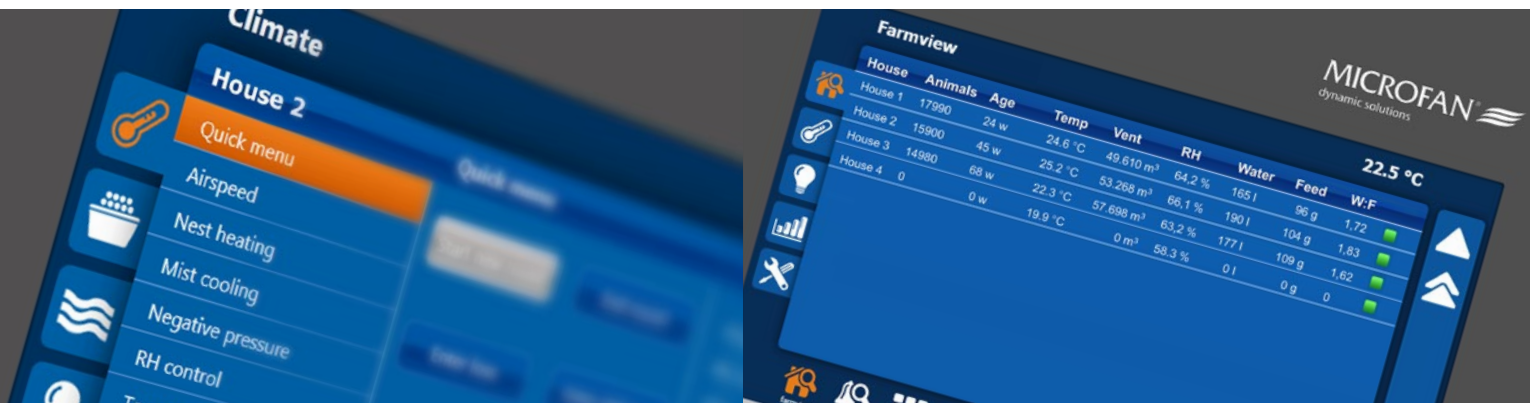 Climate
House 2
Quick menu
Quick menu
Airspeed
Nest heating
Mist cooling
Negative pressure
RH control
Farmview
MICROFAN®
dynamic solutions
22.5 °C
House Animals Age Temp Vent RH Water Feed W:F
House 1 17990 24 w 24.6 °C 49.610 m³ 64,2 % 165 l 96 g 1,72
House 2 15900 45 w 25.2 °C 53.268 m³ 66,1 % 190 l 104 g 1,83
House 3 14980 68 w 22.3 °C 57.698 m³ 63,2 % 177 l 109 g 1,62
House 4 0 0 w 19.9 °C 0 m³ 58.3 % 0 l 0 g 0